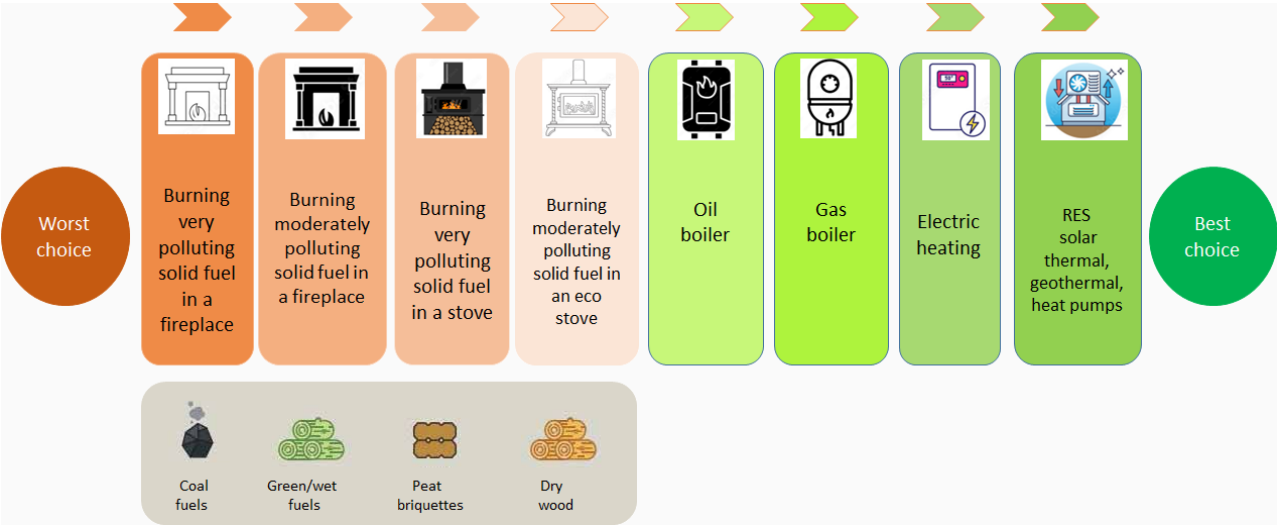 Worst
choice
Burning
very
polluting
solid fuel
in a
fireplace
Burning
moderately
polluting
solid fuel in
a fireplace
Burning
very
polluting
solid fuel
in a stove
Burning
moderately
polluting
solid fuel in
an eco
stove
Oil
boiler
Gas
boiler
Electric
heating
RES
solar
thermal,
geothermal,
heat pumps
Best
choice
Coal
fuels
Green/wet
fuels
Peat
briquettes
Dry
wood